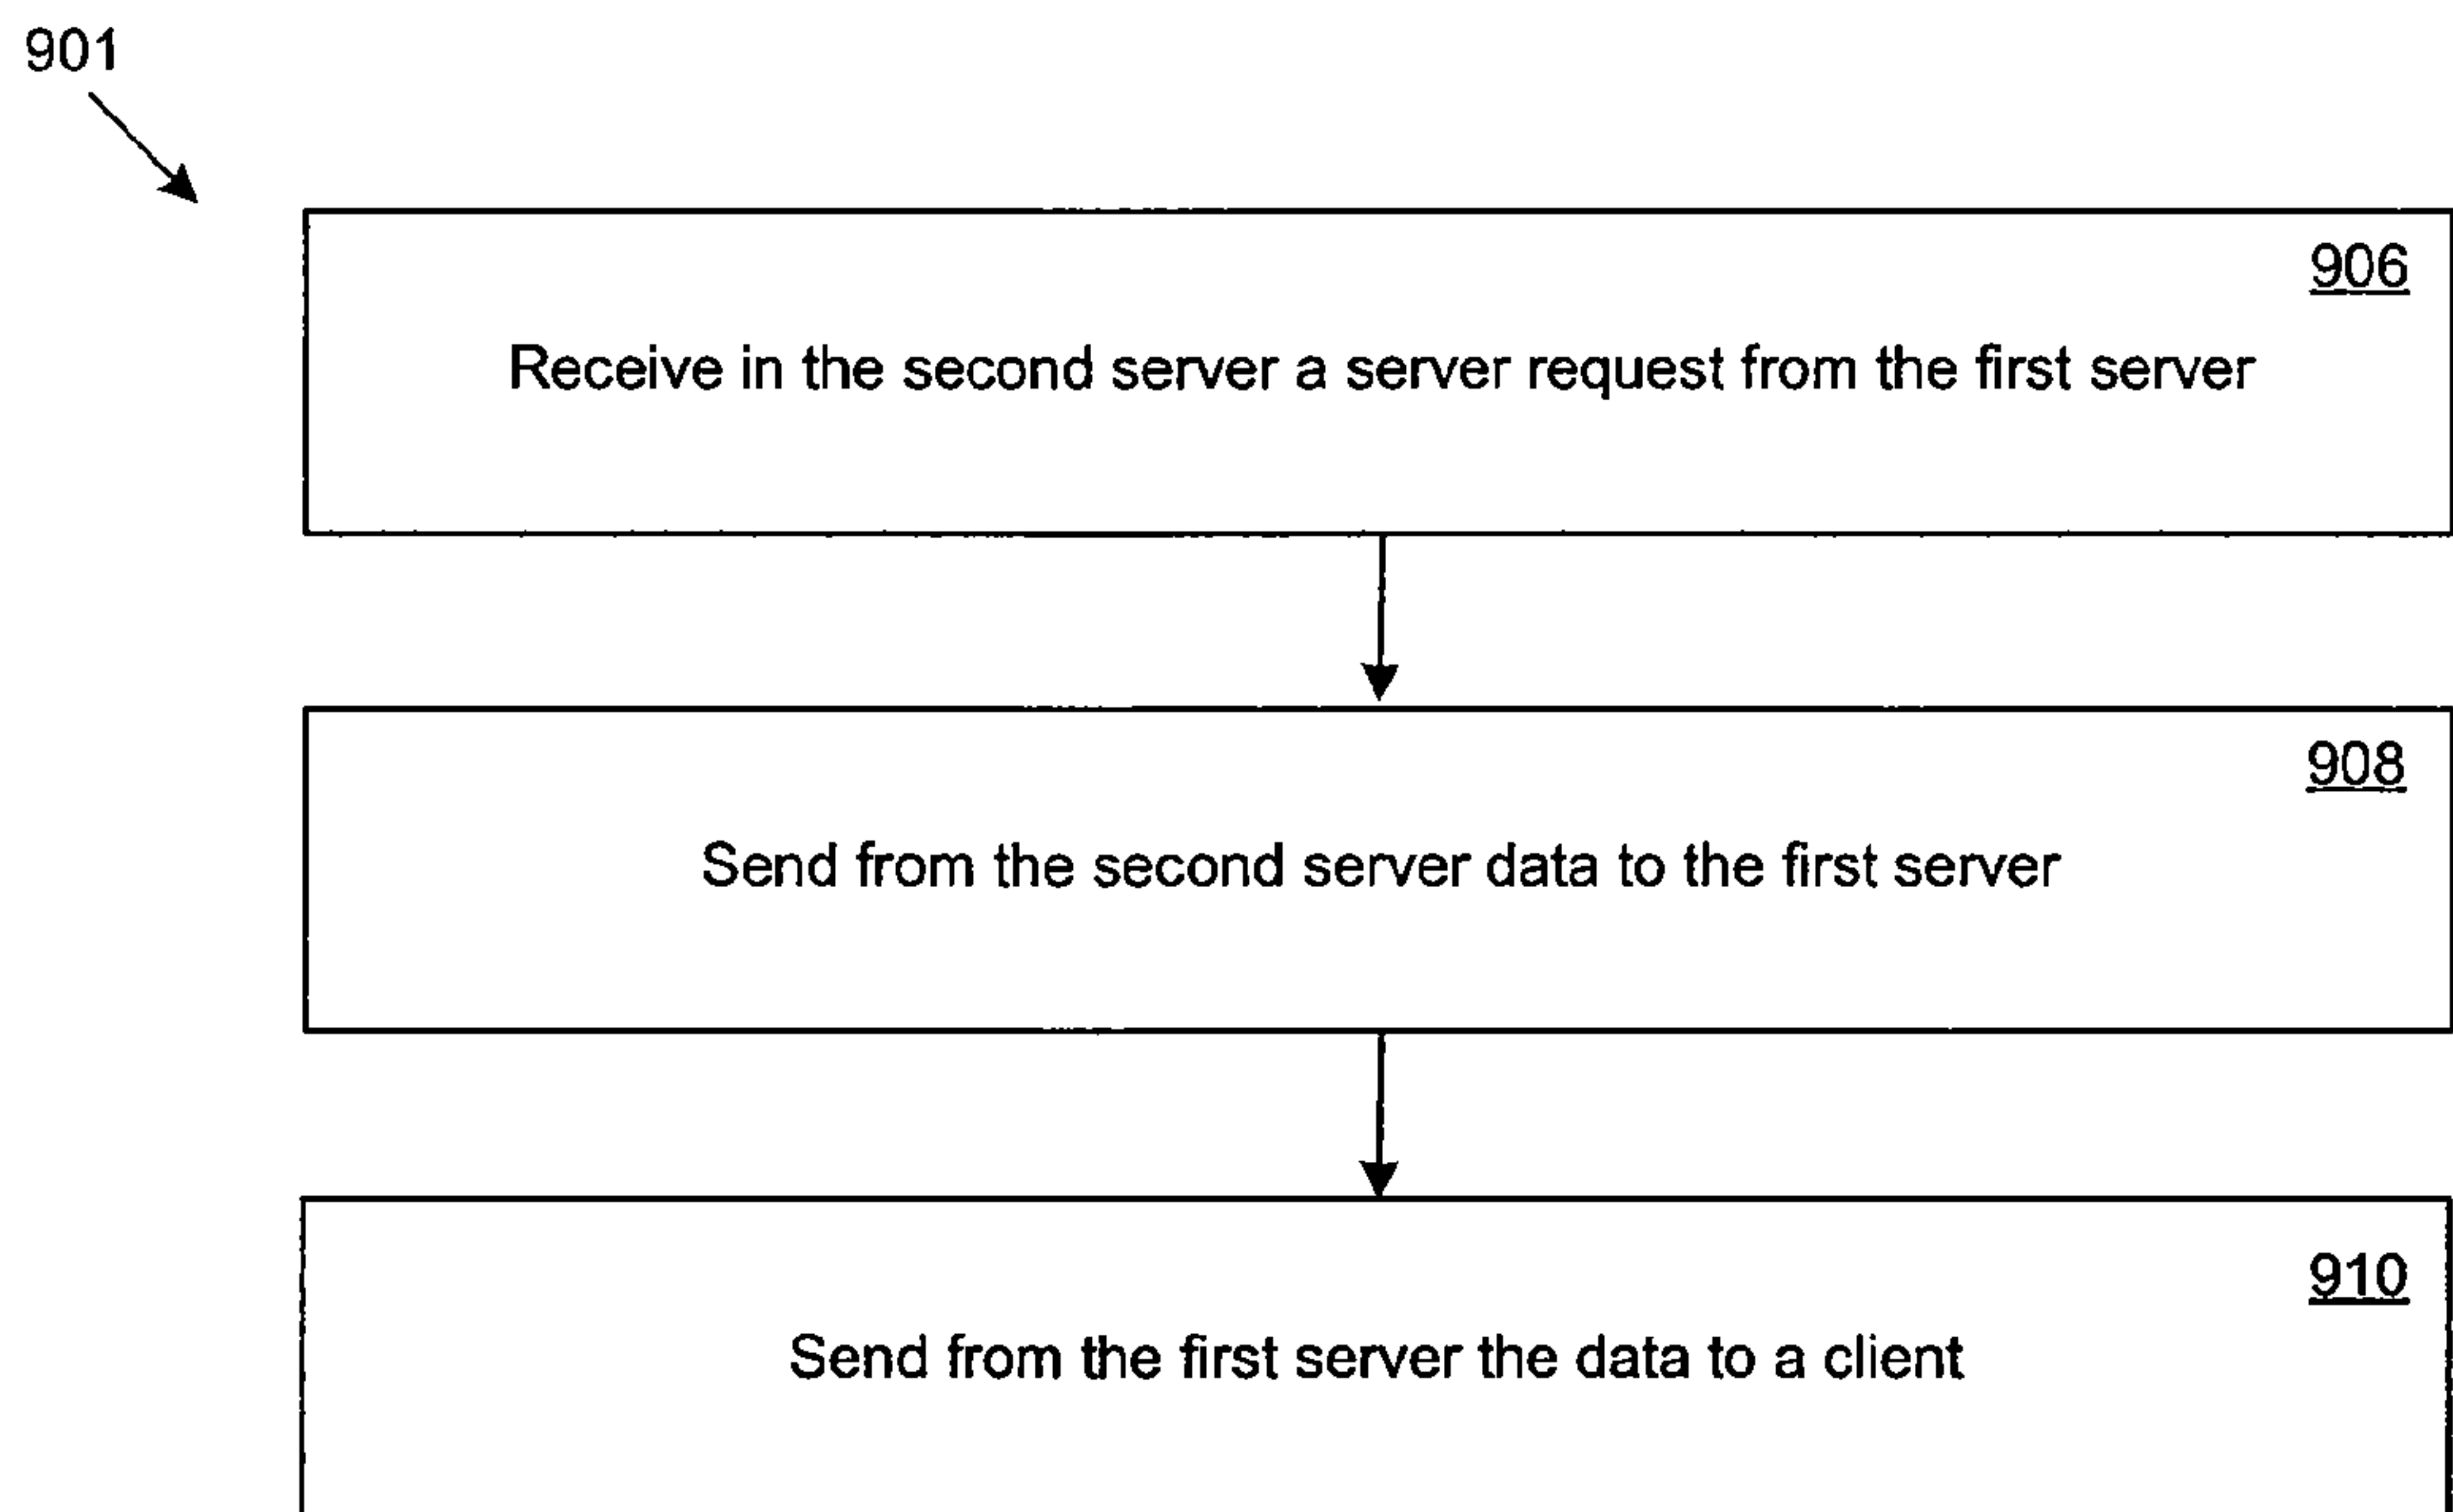 901
906
Receive in the second server a server request from the first server
908
Send from the second server data to the first server
910
Send from the first server the data to a client